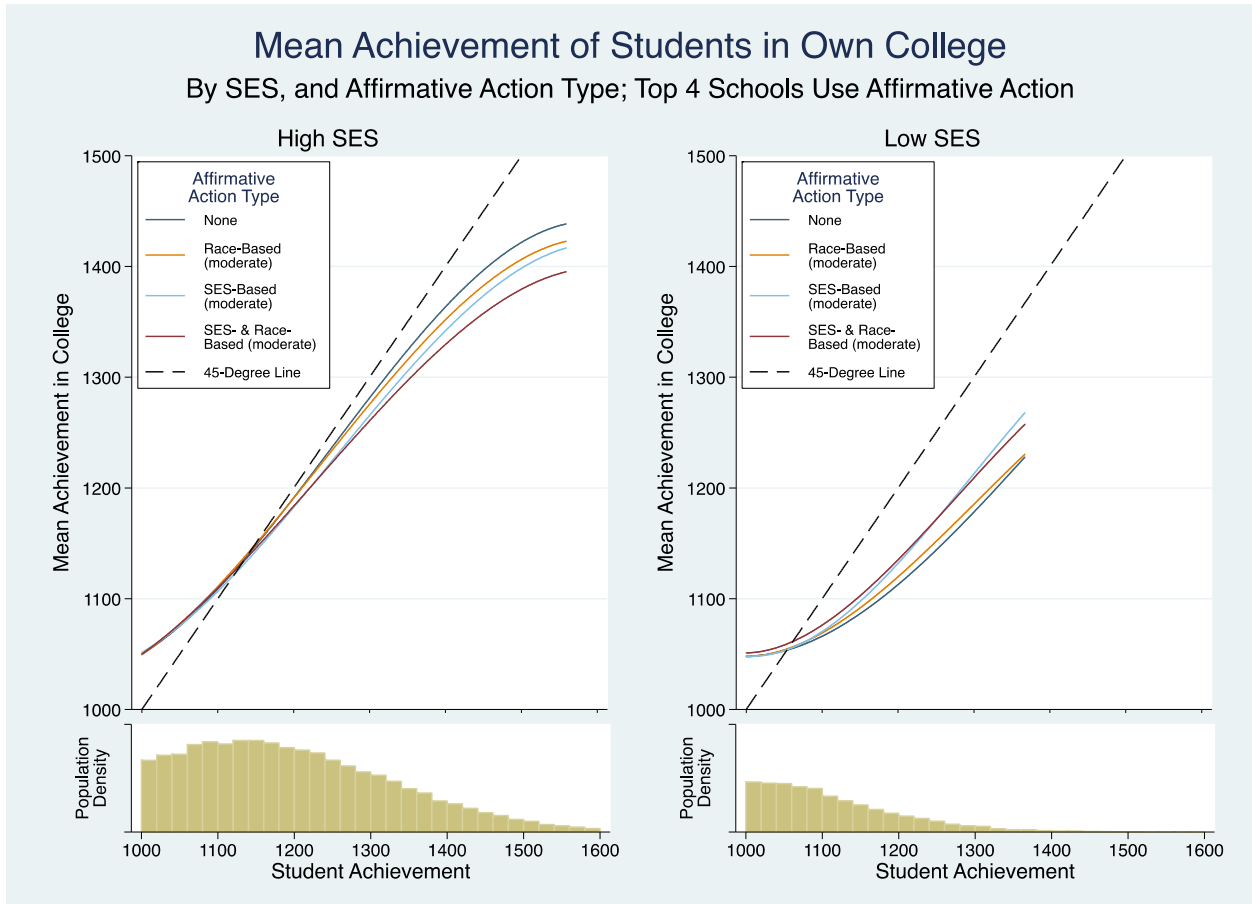 Mean Achievement of Students in Own College
By SES, and Affirmative Action Type; Top 4 Schools Use Affirmative Action
High SES
Mean Achievement in College
1500
1400
1300
1200
1100
1000
Affirmative
Action Type
None
Race-Based
(moderate)
SES-Based
(moderate)
SES- & Race-
Based (moderate)
45-Degree Line
Population
Density
1000 1100 1200 1300 1400 1500 1600
Student Achievement
Low SES
Mean Achievement in College
1500
1400
1300
1200
1100
1000
Affirmative
Action Type
None
Race-Based
(moderate)
SES-Based
(moderate)
SES- & Race-
Based (moderate)
45-Degree Line
Population
Density
1000 1100 1200 1300 1400 1500 1600
Student Achievement